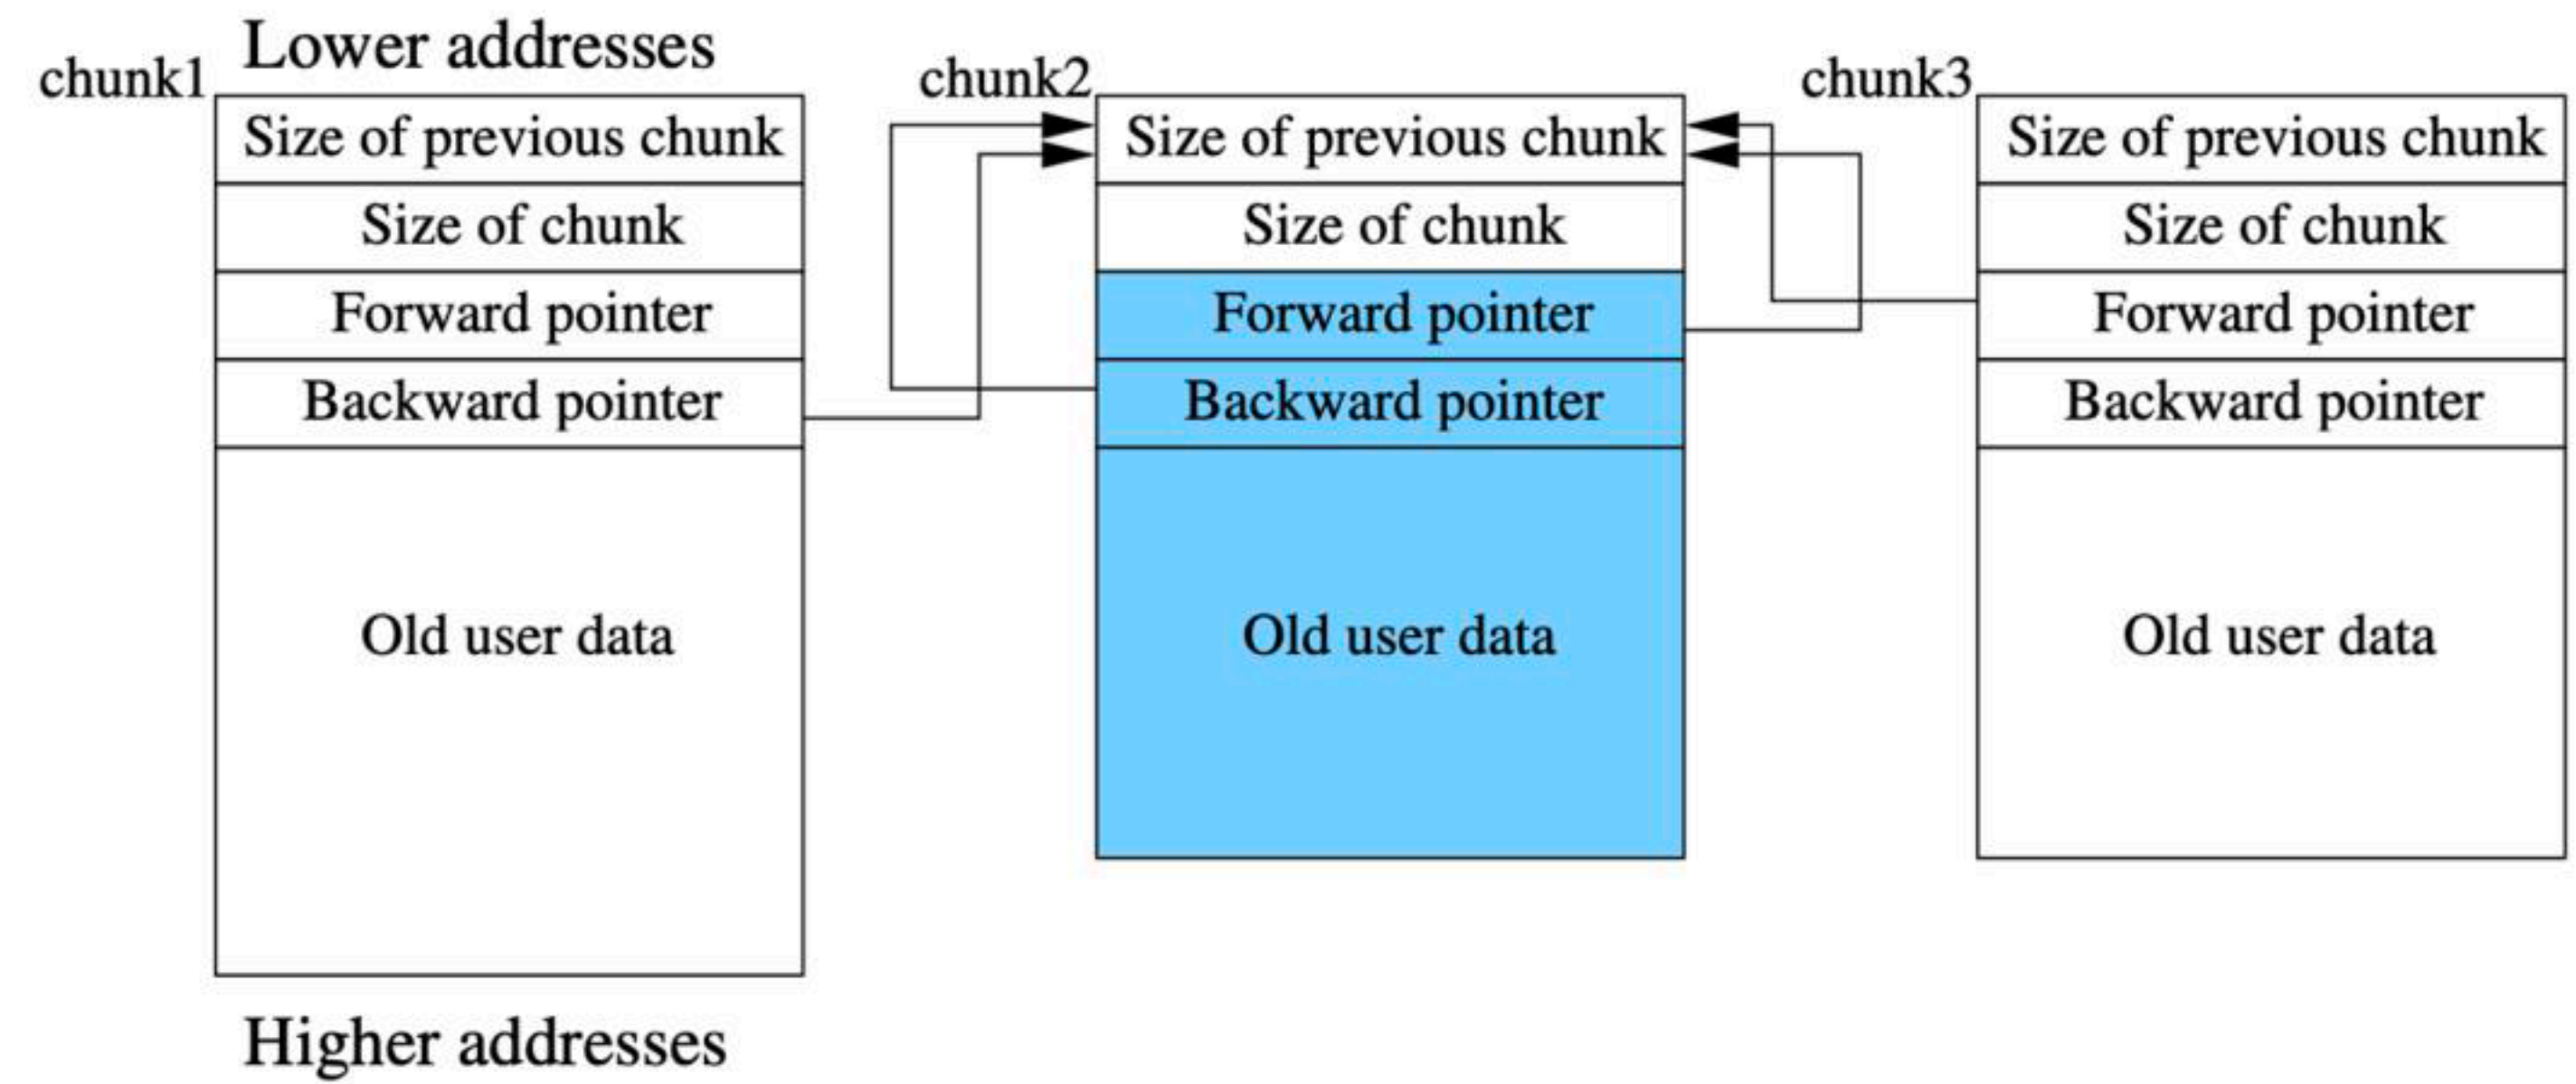 Lower addresses
chunk1
Size of previous chunk
Size of chunk
Forward pointer
Backward pointer
Old user data
Higher addresses
chunk2
Size of previous chunk
Size of chunk
Forward pointer
Backward pointer
Old user data
chunk3
Size of previous chunk
Size of chunk
Forward pointer
Backward pointer
Old user data